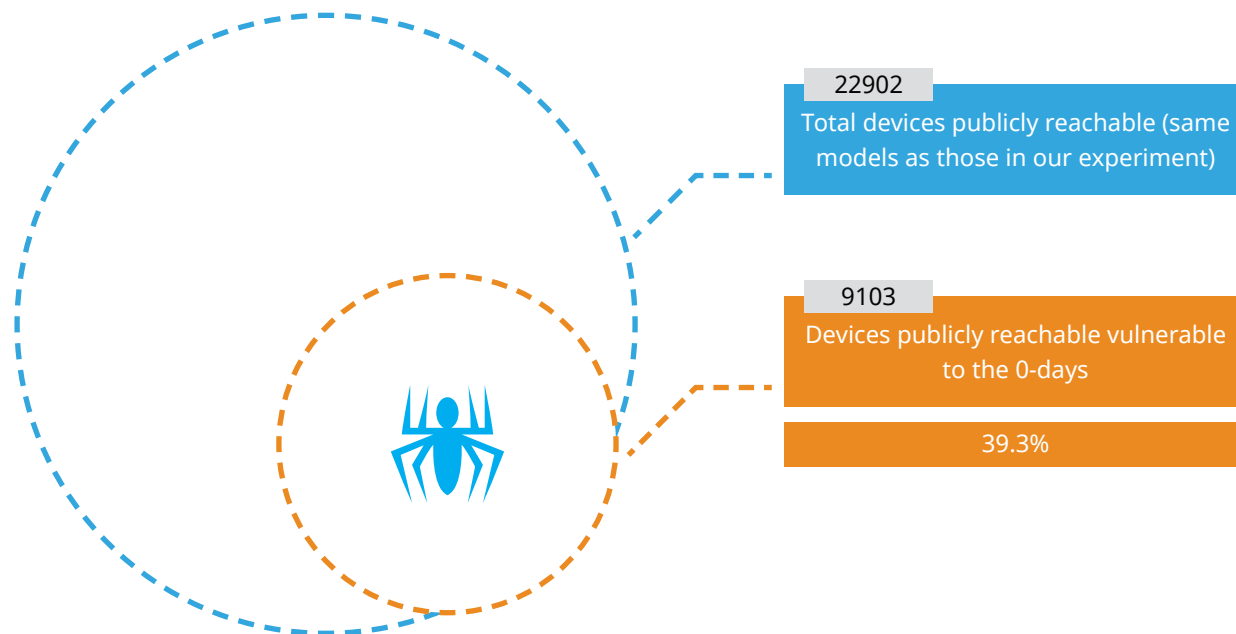 22902
Total devices publicly reachable (same
models as those in our experiment)
9103
Devices publicly reachable vulnerable
to the 0-days
39.3%